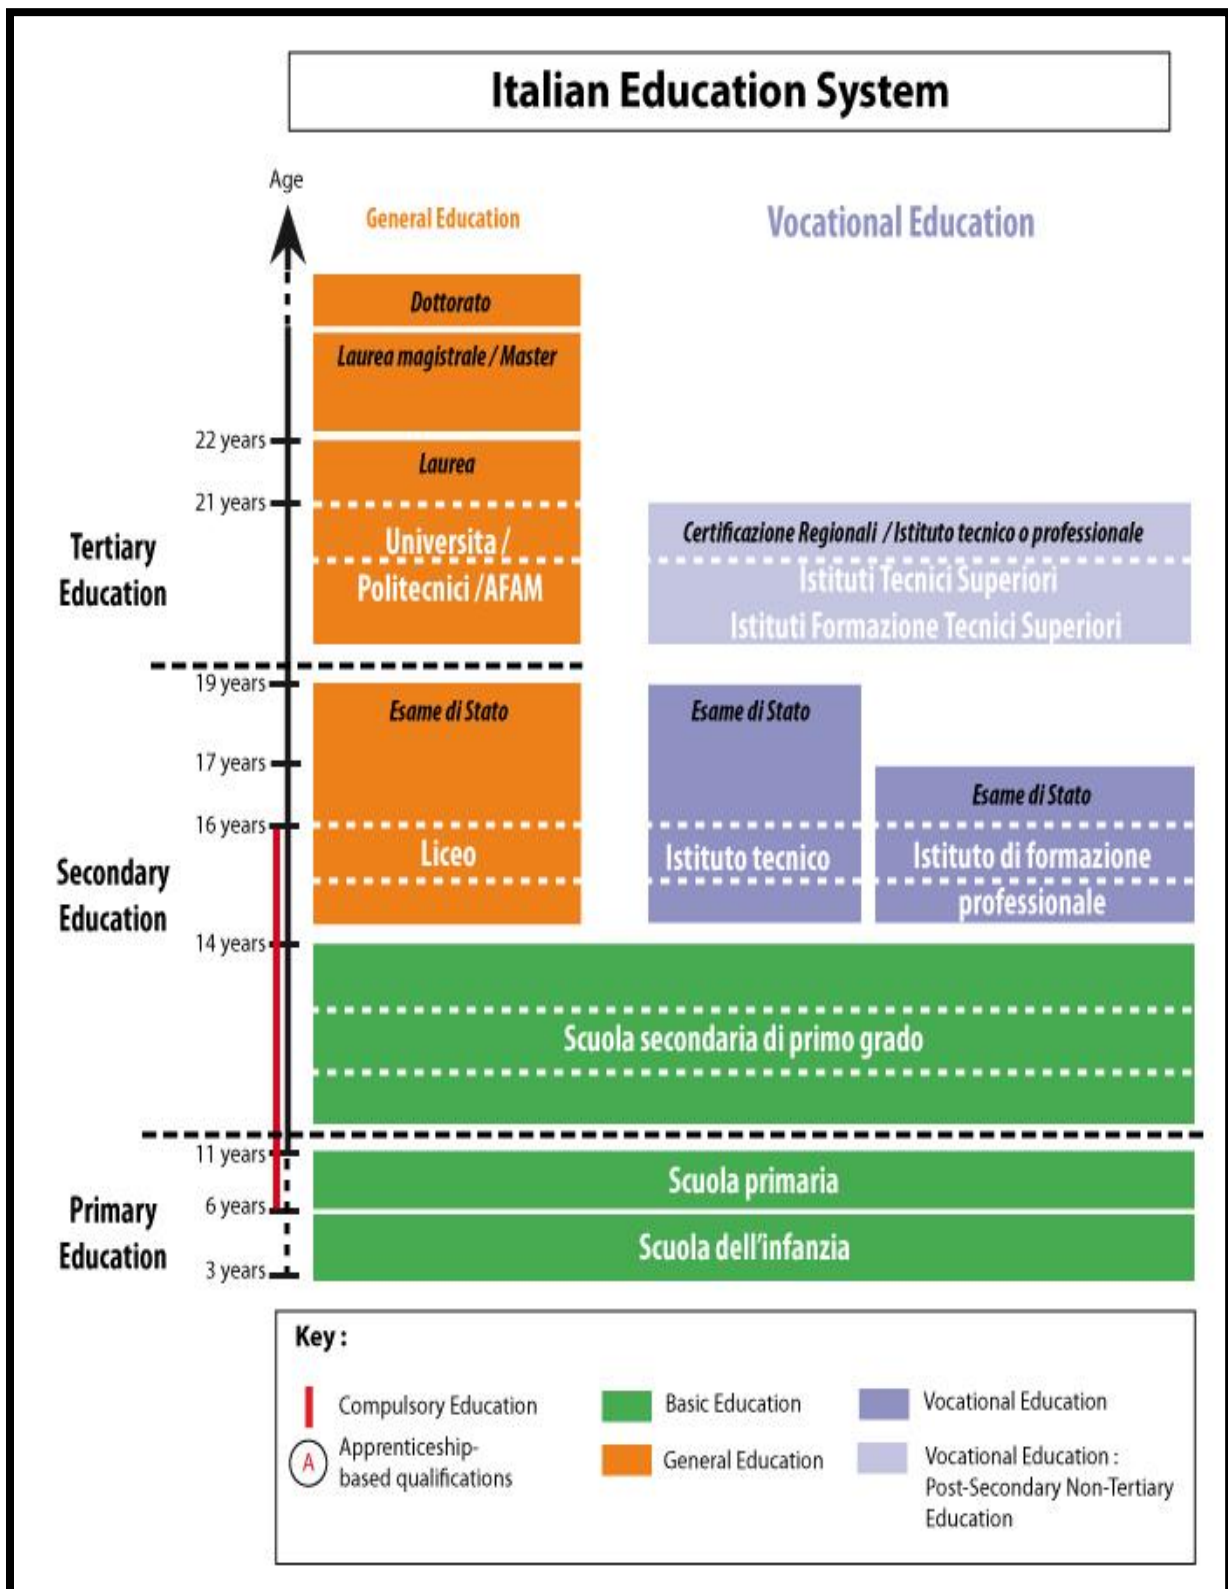 Italian Education System
Age
General Education
Vocational Education
Dottorato
Laurea magistrale / Master
22 years
Laurea
21 years
Tertiary
Education
Universita /
Politecnici /AFAM
Certificazione Regionali / Istituto tecnico o professionale
Istituti Tecnici Superiori
Istituti Formazione Tecnici Superiori
19 years
Esame di Stato
Esame di Stato
17 years
Esame di Stato
16 years
Secondary
Education
Liceo
Istituto tecnico
Istituto di formazione
professionale
14 years
Scuola secondaria di primo grado
11 years
Scuola primaria
6 years
Primary
Education
Scuola dell'infanzia
3 years
Key :
Compulsory Education
A
Apprenticeship-
based qualifications
Basic Education
General Education
Vocational Education
Vocational Education :
Post-Secondary Non-Tertiary
Education